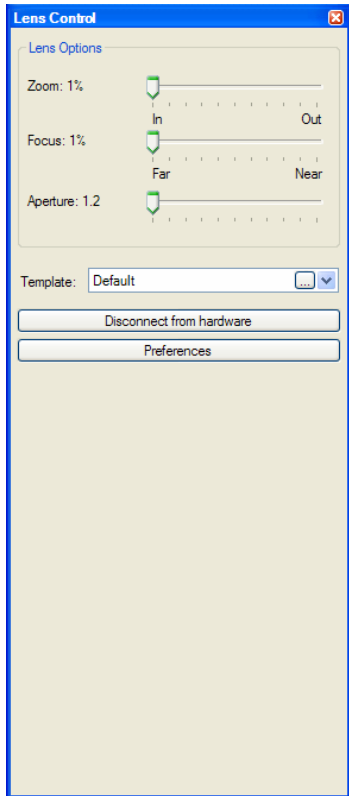 Lens Control
Lens Options
Zoom: 1%
In Out
Focus: 1%
Far Near
Aperture: 1.2
Template: Default ...
Disconnect from hardware
Preferences